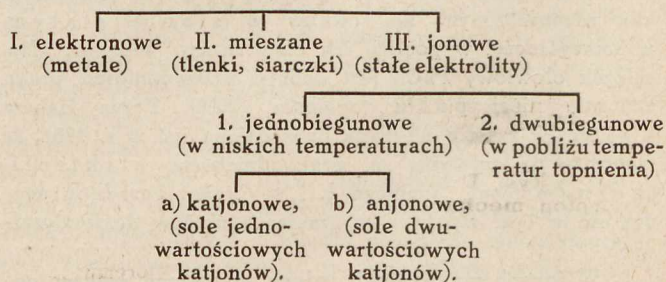 I. elektronowe II. mieszane III. jonowe
(metale) (tlenki, siarczki) (stałe elektrolity)
1. jednobiegunowe 2. dwubiegunowe
(w niskich temperaturach) (w pobliżu tempe-
ratur topnienia)
a) katjonowe, b) anjonowe,
(sole jedno- (sole dwu-
wartościowych wartościowych
katjonów). katjonów).